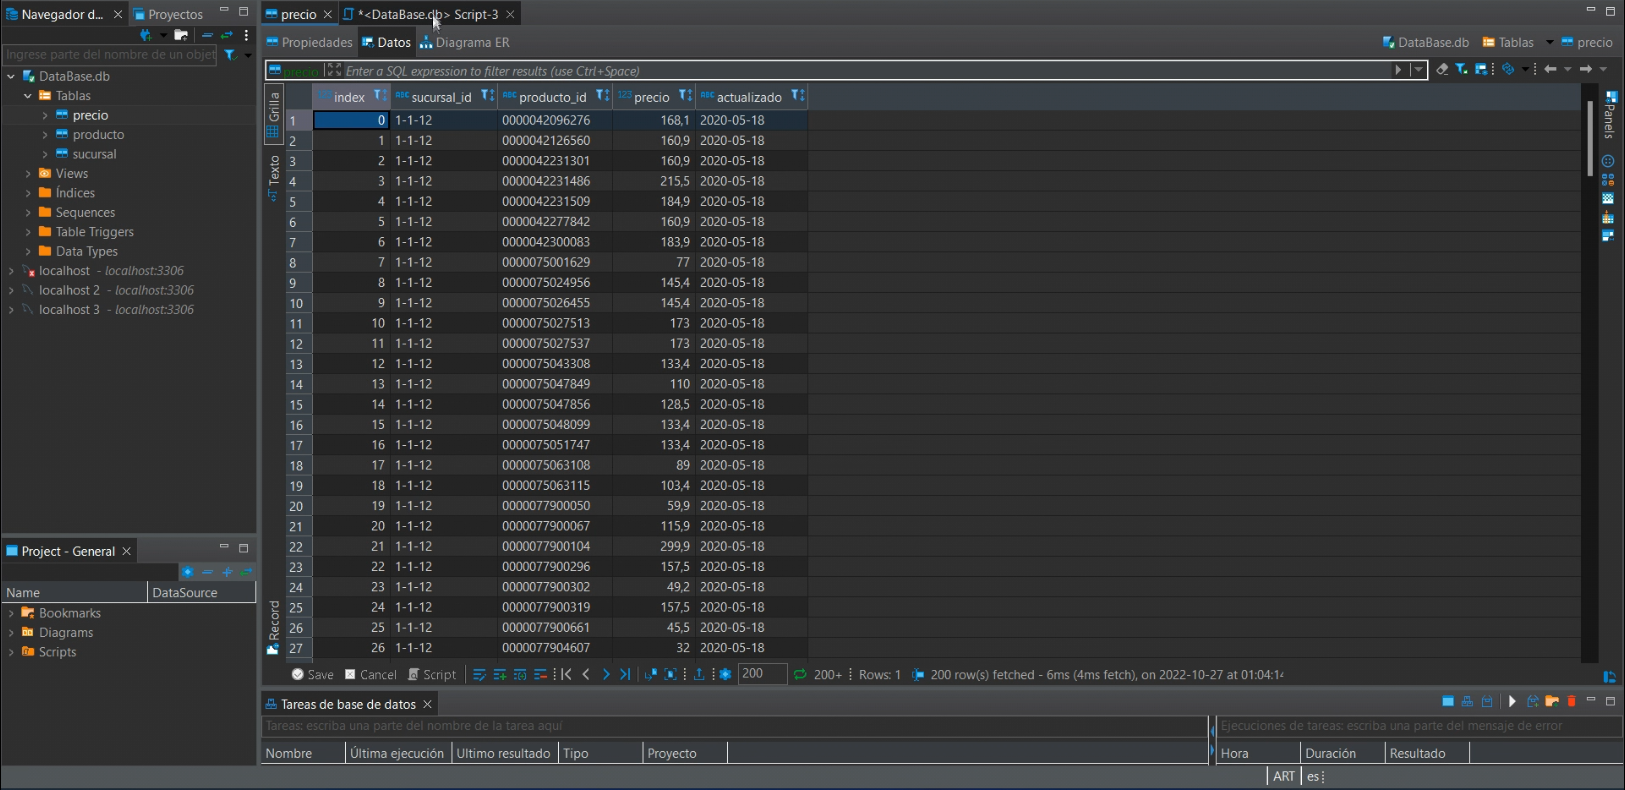 Navegador d...
Proyectos
precio
*<DataBase.db> Script-3
Ingrese parte del nombre de un objet
Propiedades
Datos
Diagrama ER
DataBase.db
Tablas
precio
precio
Enter a SQL expression to filter results (use Ctrl+Space)
DataBase.db
Tablas
precio
producto
sucursal
Views
Índices
Sequences
Table Triggers
Data Types
localhost - localhost:3306
localhost 2 - localhost:3306
localhost 3 - localhost:3306
Grilla
Texto
Record
Panels
index sucursal_id producto_id precio actualizado
1 0 1-1-12 0000042096276 168,1 2020-05-18
2 1 1-1-12 0000042126560 160,9 2020-05-18
3 2 1-1-12 0000042231301 160,9 2020-05-18
4 3 1-1-12 0000042231486 215,5 2020-05-18
5 4 1-1-12 0000042231509 184,9 2020-05-18
6 5 1-1-12 0000042277842 160,9 2020-05-18
7 6 1-1-12 0000042300083 183,9 2020-05-18
8 7 1-1-12 0000075001629 77 2020-05-18
9 8 1-1-12 0000075024956 145,4 2020-05-18
10 9 1-1-12 0000075026455 145,4 2020-05-18
11 10 1-1-12 0000075027513 173 2020-05-18
12 11 1-1-12 0000075027537 173 2020-05-18
13 12 1-1-12 0000075043308 133,4 2020-05-18
14 13 1-1-12 0000075047849 110 2020-05-18
15 14 1-1-12 0000075047856 128,5 2020-05-18
16 15 1-1-12 0000075048099 133,4 2020-05-18
17 16 1-1-12 0000075051747 133,4 2020-05-18
18 17 1-1-12 0000075063108 89 2020-05-18
19 18 1-1-12 0000075063115 103,4 2020-05-18
20 19 1-1-12 0000077900050 59,9 2020-05-18
21 20 1-1-12 0000077900067 115,9 2020-05-18
22 21 1-1-12 0000077900104 299,9 2020-05-18
23 22 1-1-12 0000077900296 157,5 2020-05-18
24 23 1-1-12 0000077900302 49,2 2020-05-18
25 24 1-1-12 0000077900319 157,5 2020-05-18
26 25 1-1-12 0000077900661 45,5 2020-05-18
27 26 1-1-12 0000077904607 32 2020-05-18
Save Cancel Script 200 200+ Rows: 1 200 row(s) fetched - 6ms (4ms fetch), on 2022-10-27 at 01:04:14
Project - General
Name DataSource
Bookmarks
Diagrams
Scripts
Tareas de base de datos
Tareas: escriba una parte del nombre de la tarea aquí
Ejecuciones de tareas: escriba una parte del mensaje de error
Nombre Última ejecución Ultimo resultado Tipo Proyecto
Hora Duración Resultado
ART es